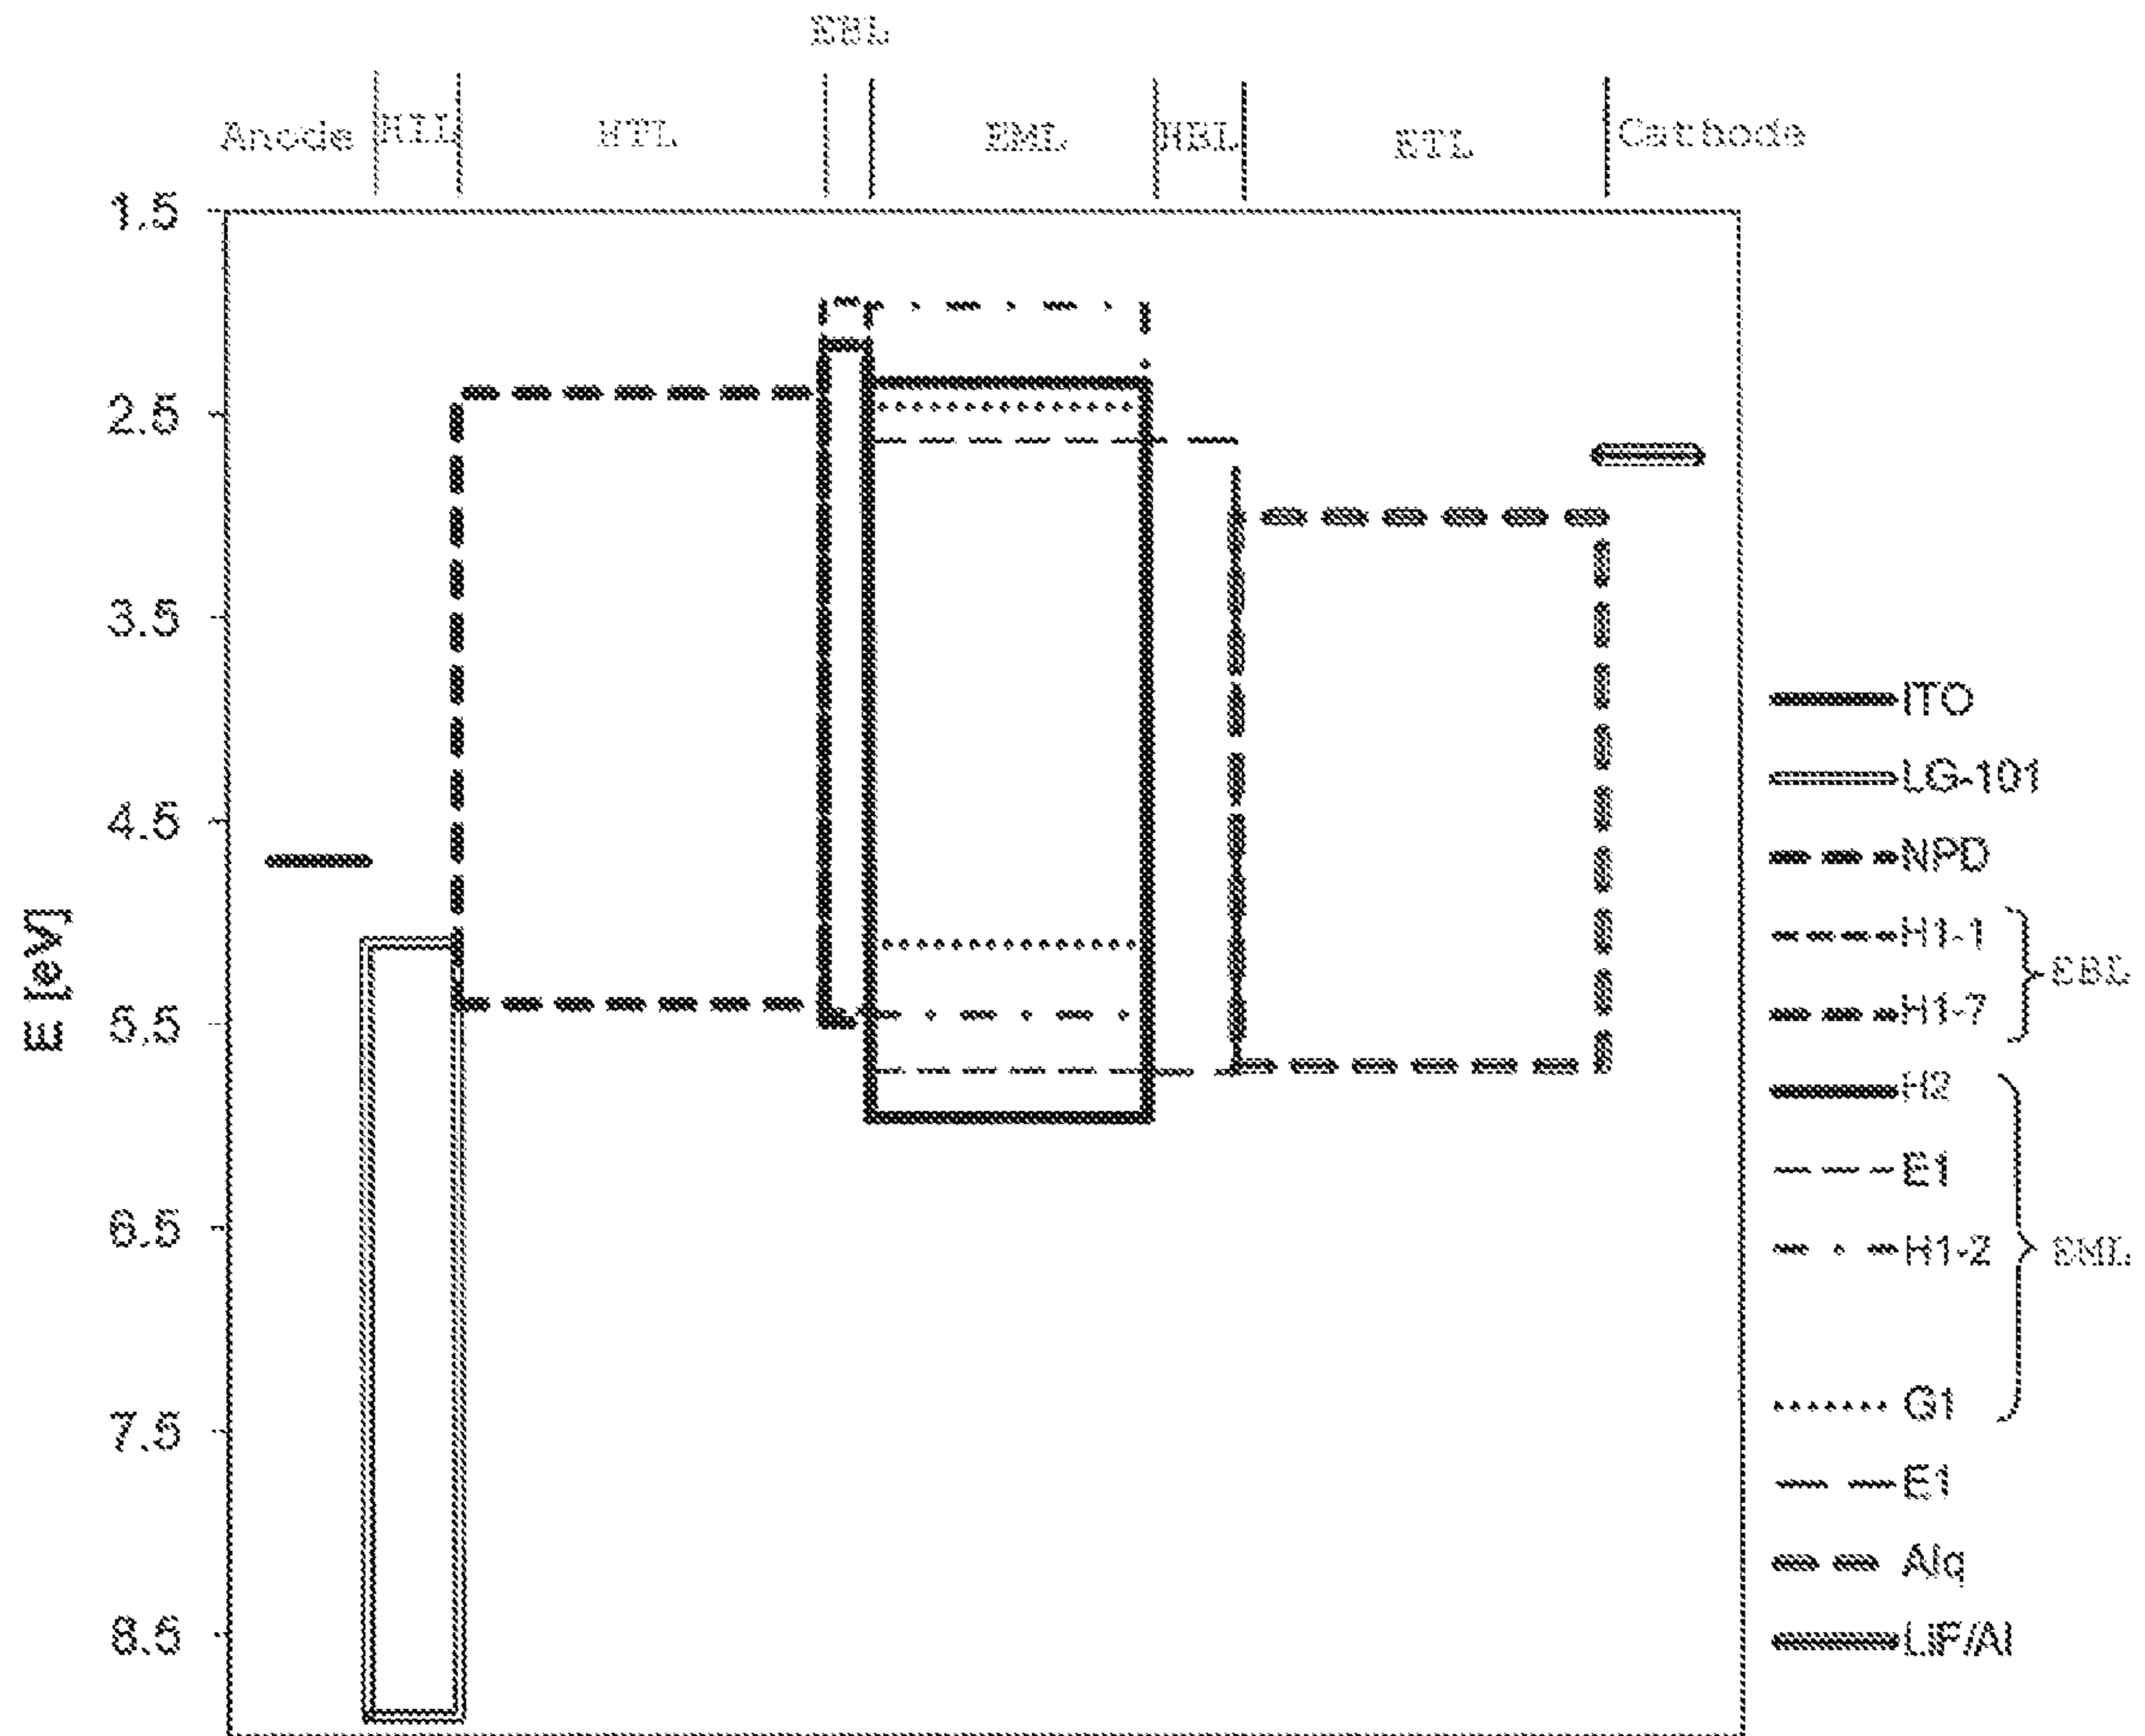 EBL
Anode HIL HTL EML HBL ETL Cathode
1.5
2.5
3.5
4.5
5.5
6.5
7.5
8.5
E [eV]
ITO
LG-101
NPD
H1-1
H1-7
EBL
H2
E1
H1-2
EML
G1
E1
Alq
LiF/Al